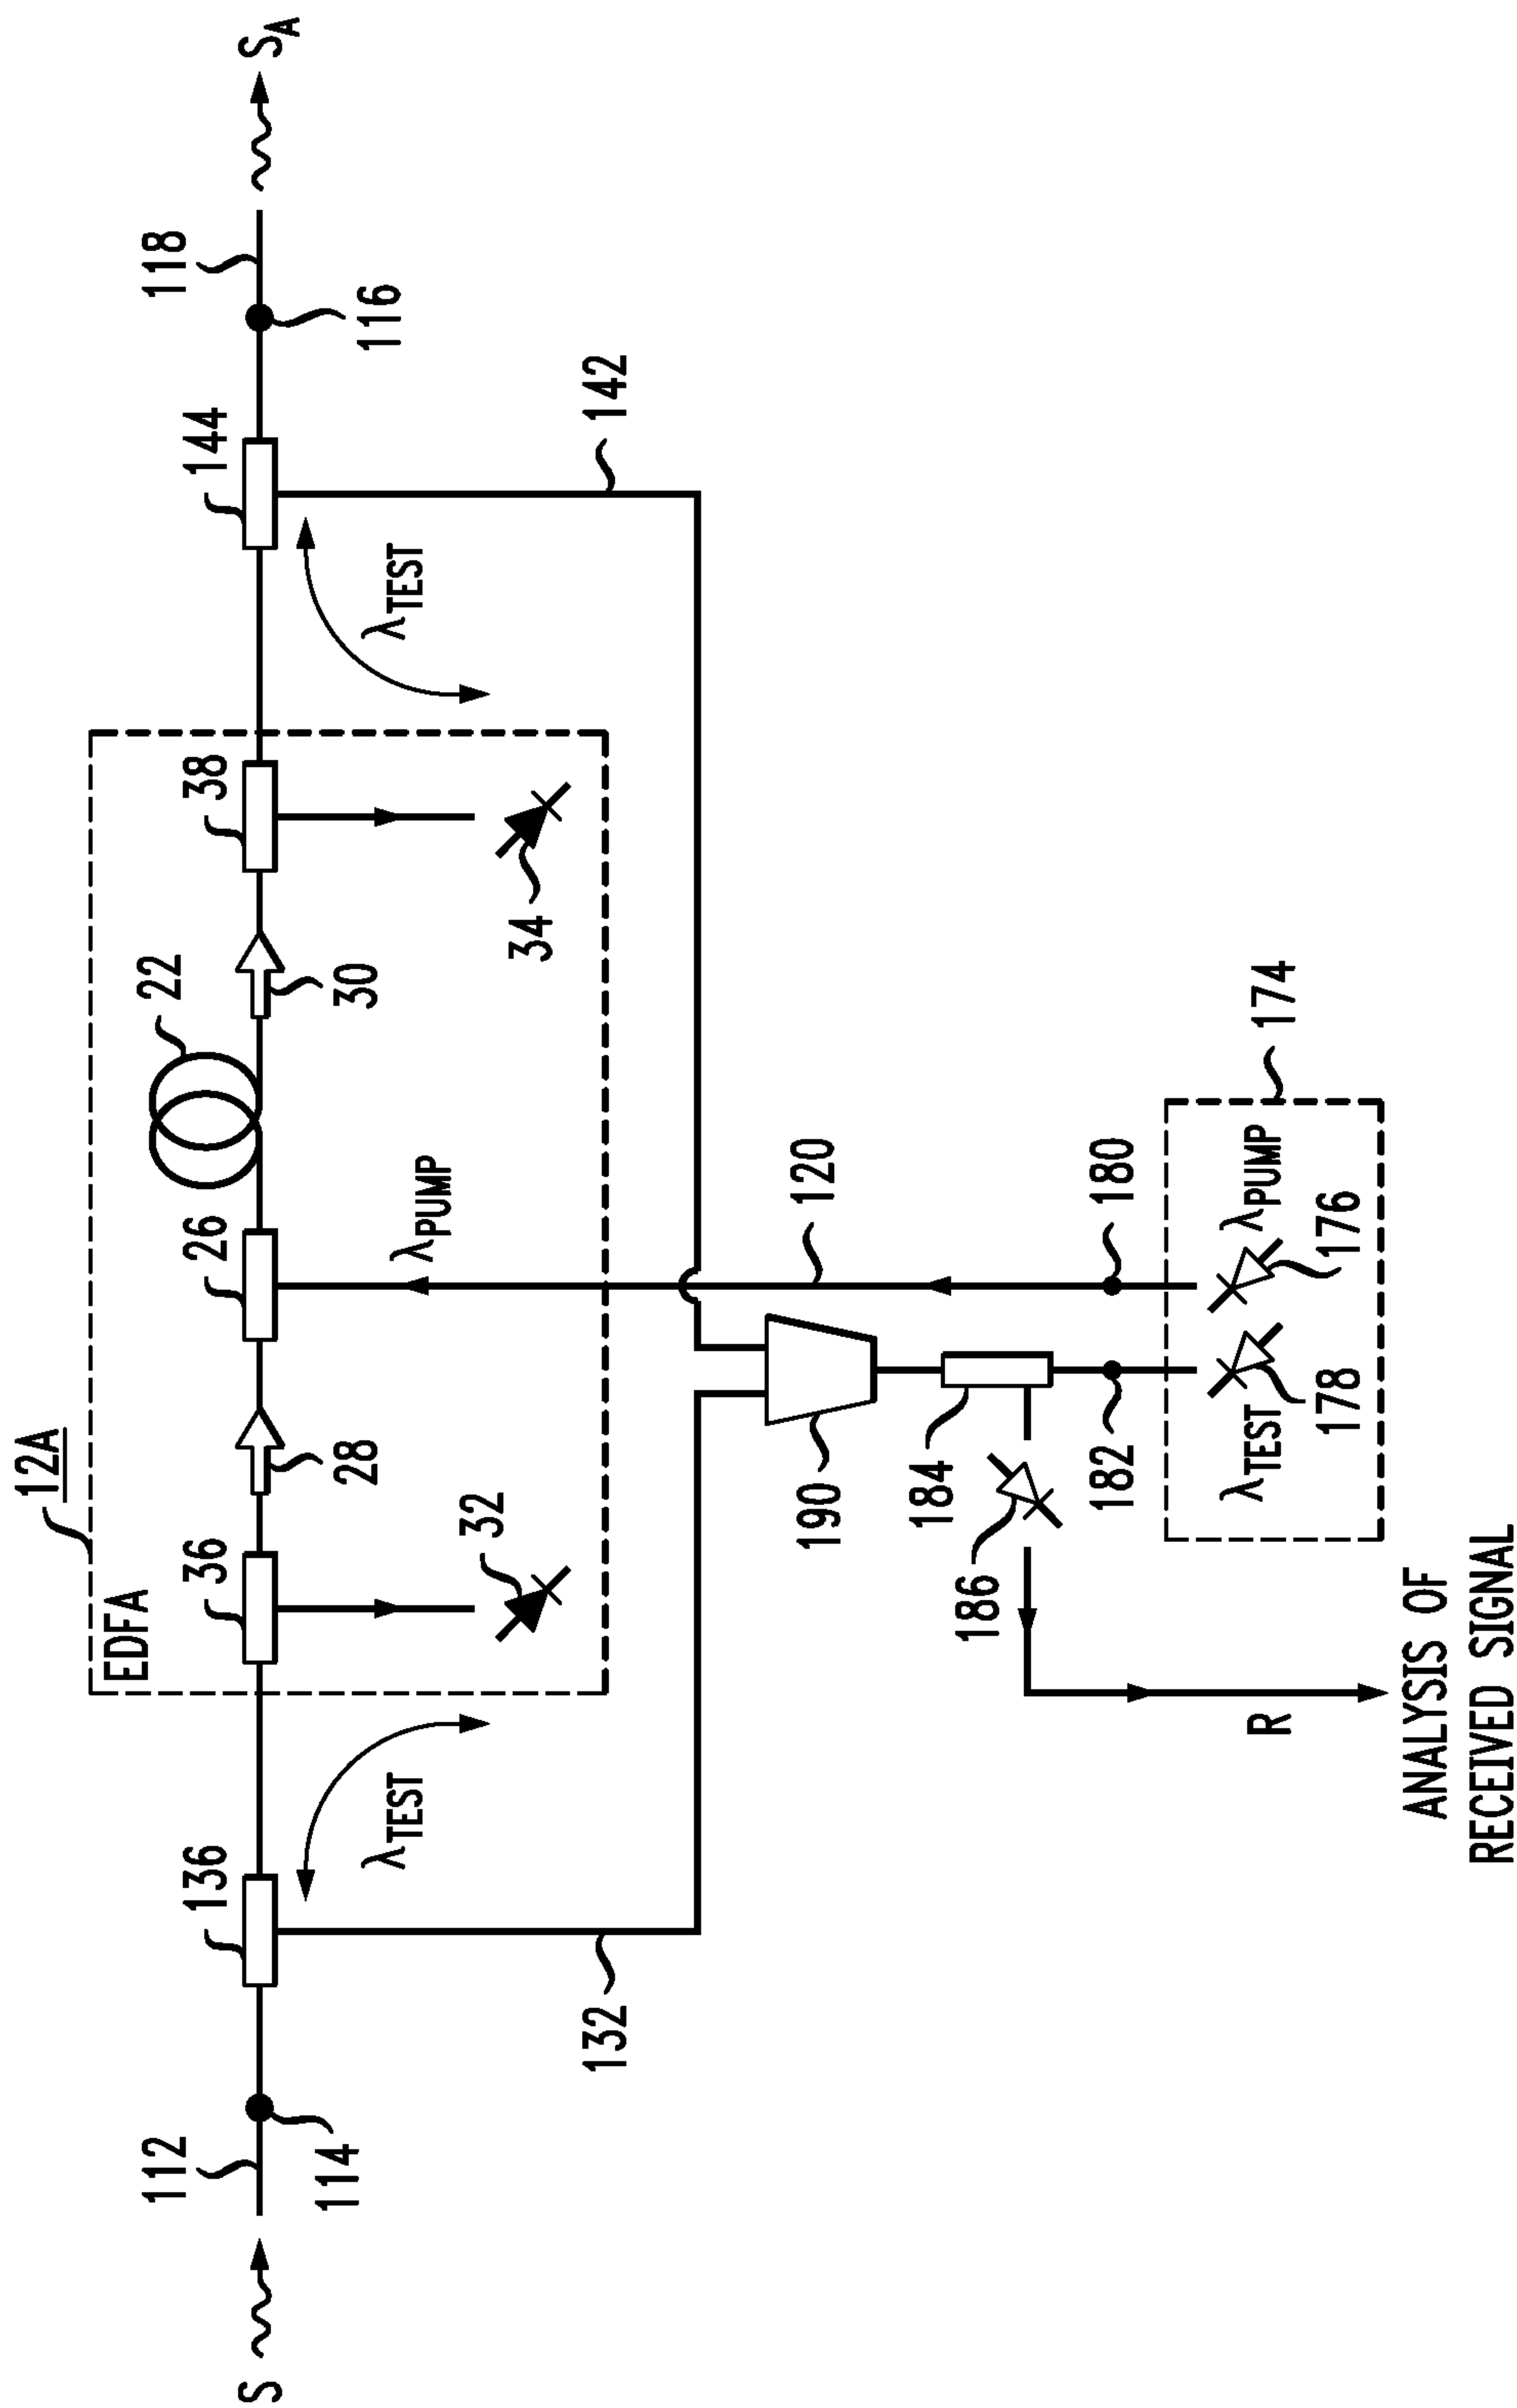 12A
EDFA
S
112
114
136
λTEST
132
36
32
28
26
λPUMP
22
30
38
34
λTEST
144
142
118
116
SA
190
120
184
186
182
180
λTEST
178
λPUMP
176
174
R
ANALYSIS OF
RECEIVED SIGNAL